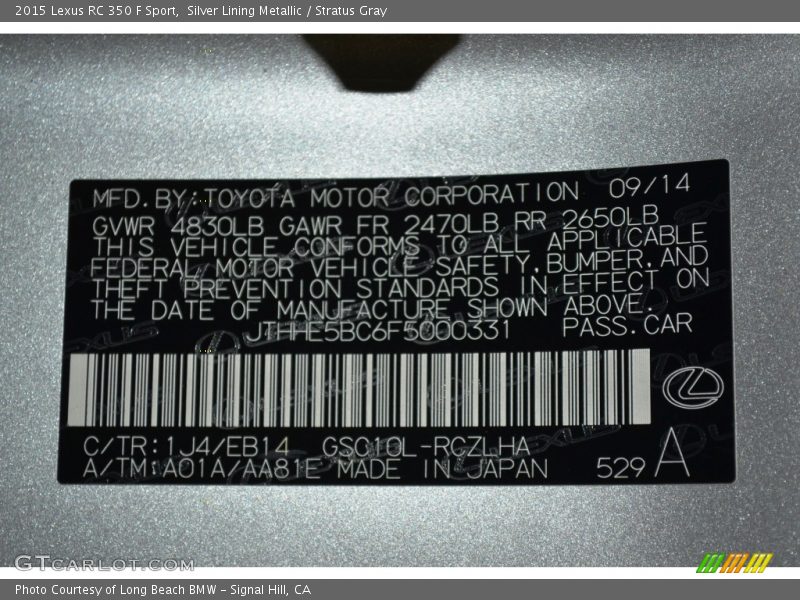 2015 Lexus RC 350 F Sport, Silver Lining Metallic / Stratus Gray
MFD.BY:TOYOTA MOTOR CORPORATION 09/14
GVWR 4830LB GAWR FR 2470LB RR 2650LB
THIS VEHICLE CONFORMS TO ALL APPLICABLE
FEDERAL MOTOR VEHICLE SAFETY,BUMPER,AND
THEFT PREVENTION STANDARDS IN EFFECT ON
THE DATE OF MANUFACTURE SHOWN ABOVE.
JTHHE5BC6F5000331 PASS.CAR
C/TR:1J4/EB14 GSC10L-RCZLHA
A/TM:A01A/AA81E MADE IN JAPAN 529 A
GTCARLOT.COM
Photo Courtesy of Long Beach BMW - Signal Hill, CA